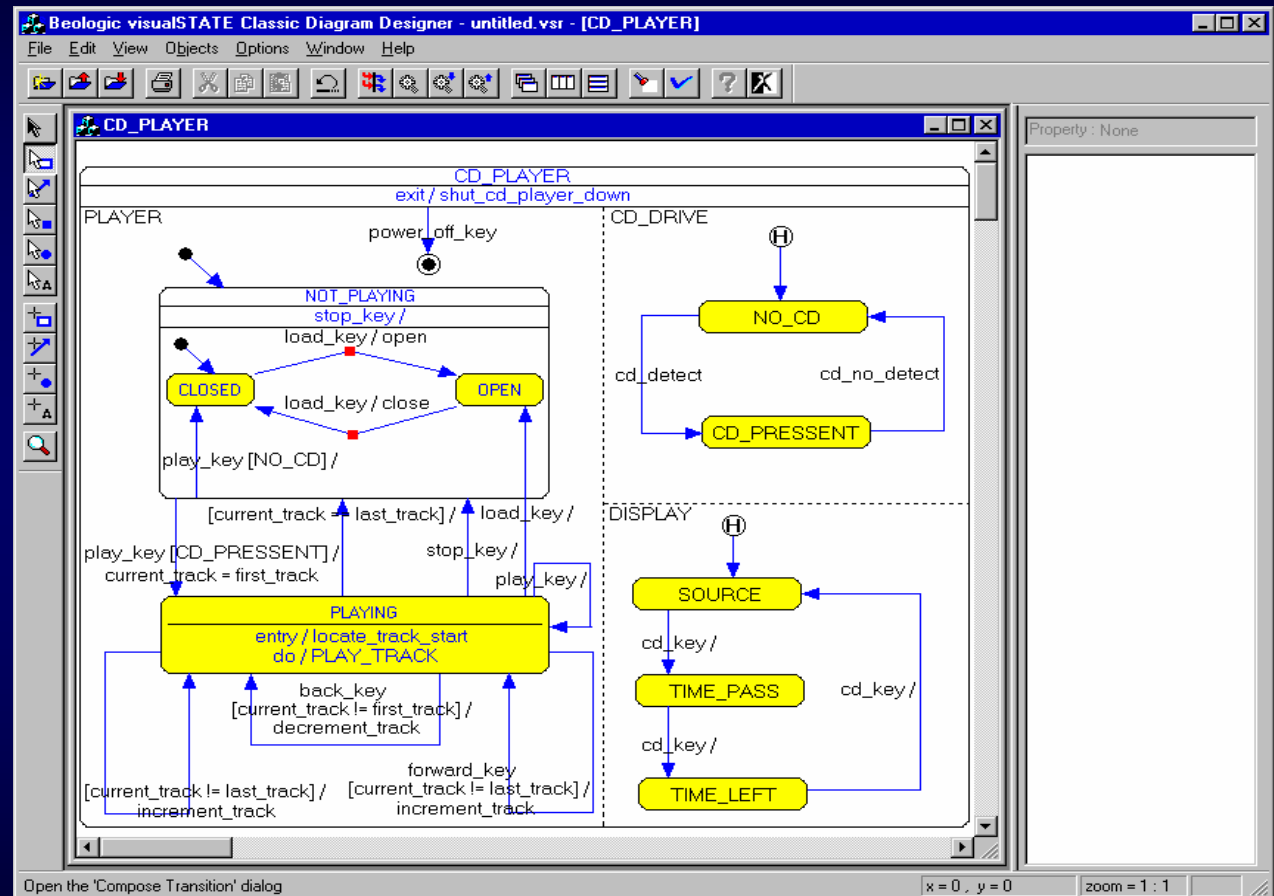 Beologic visualSTATE Classic Diagram Designer - untitled.vsr - [CD_PLAYER]
File Edit View Objects Options Window Help
CD_PLAYER
Property : None
CD_PLAYER
exit / shut_cd_player_down
PLAYER
power_off_key
NOT_PLAYING
stop_key /
load_key / open
CLOSED
OPEN
load_key / close
play_key [NO_CD] /
[current_track == last_track] /
load_key /
play_key [CD_PRESSENT] /
current_track = first_track
stop_key /
play_key /
PLAYING
entry / locate_track_start
do / PLAY_TRACK
back_key
[current_track != first_track] /
decrement_track
[current_track != last_track] /
increment_track
forward_key
[current_track != last_track] /
increment_track
CD_DRIVE
H
NO_CD
cd_detect
cd_no_detect
CD_PRESSENT
DISPLAY
H
SOURCE
cd_key /
TIME_PASS
cd_key /
cd_key /
TIME_LEFT
Open the 'Compose Transition' dialog
x = 0 , y = 0
zoom = 1 : 1